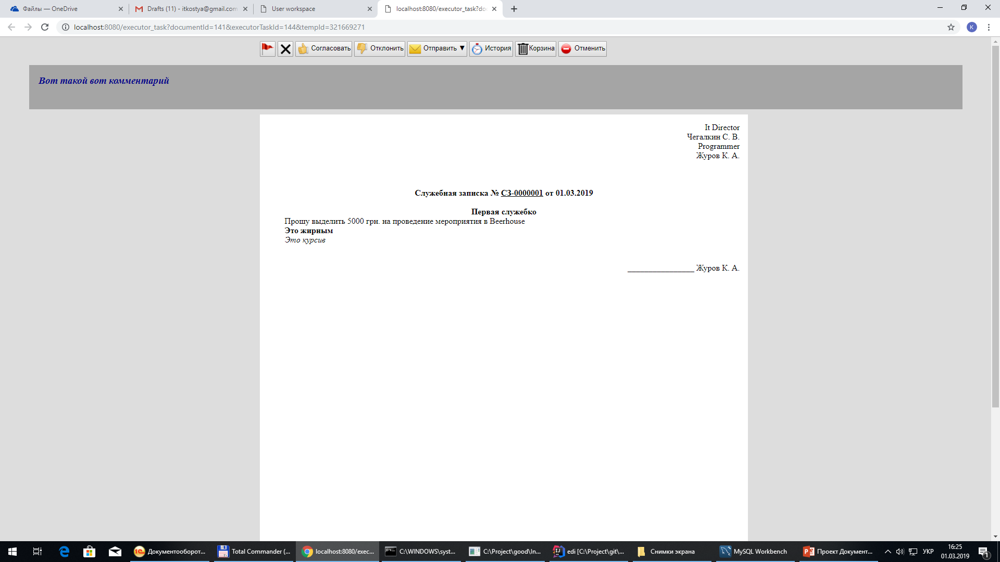 Файлы — OneDrive
Drafts (11) - itkostya@gmail.com
User workspace
localhost:8080/executor_task?do
localhost:8080/executor_task?documentId=141&executorTaskId=144&tempId=321669271
K
Согласовать
Отклонить
Отправить ▼
История
Корзина
Отменить
Вот такой вот комментарий
It Director
Чегалкин С. В.
Programmer
Журов К. А.
Служебная записка № СЗ-0000001 от 01.03.2019
Первая служебко
Прошу выделить 5000 грн. на проведение мероприятия в Beerhouse
Это жирным
Это курсив
________________ Журов К. А.
Документооборот...
Total Commander (...
localhost:8080/exec...
C:\WINDOWS\syst...
C:\Project\good\In...
edi [C:\Project\git\...
Снимки экрана
MySQL Workbench
Проект Документ...
УКР
16:25
01.03.2019
1